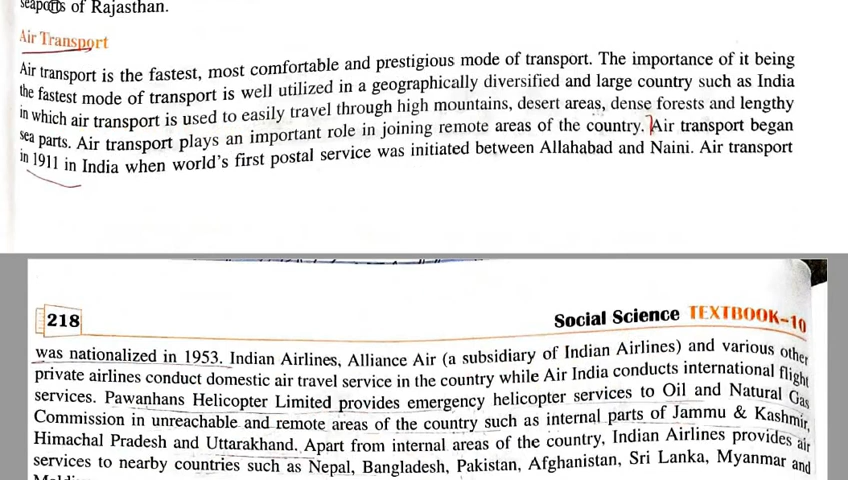 seaports of Rajasthan.
Air Transport
Air transport is the fastest, most comfortable and prestigious mode of transport. The importance of it being
the fastest mode of transport is well utilized in a geographically diversified and large country such as India
in which air transport is used to easily travel through high mountains, desert areas, dense forests and lengthy
sea parts. Air transport plays an important role in joining remote areas of the country. Air transport began
in 1911 in India when world's first postal service was initiated between Allahabad and Naini. Air transport
218
Social Science TEXTBOOK-10
was nationalized in 1953. Indian Airlines, Alliance Air (a subsidiary of Indian Airlines) and various other
private airlines conduct domestic air travel service in the country while Air India conducts international flight
services. Pawanhans Helicopter Limited provides emergency helicopter services to Oil and Natural Gas
Commission in unreachable and remote areas of the country such as internal parts of Jammu & Kashmir,
Himachal Pradesh and Uttarakhand. Apart from internal areas of the country, Indian Airlines provides air
services to nearby countries such as Nepal, Bangladesh, Pakistan, Afghanistan, Sri Lanka, Myanmar and